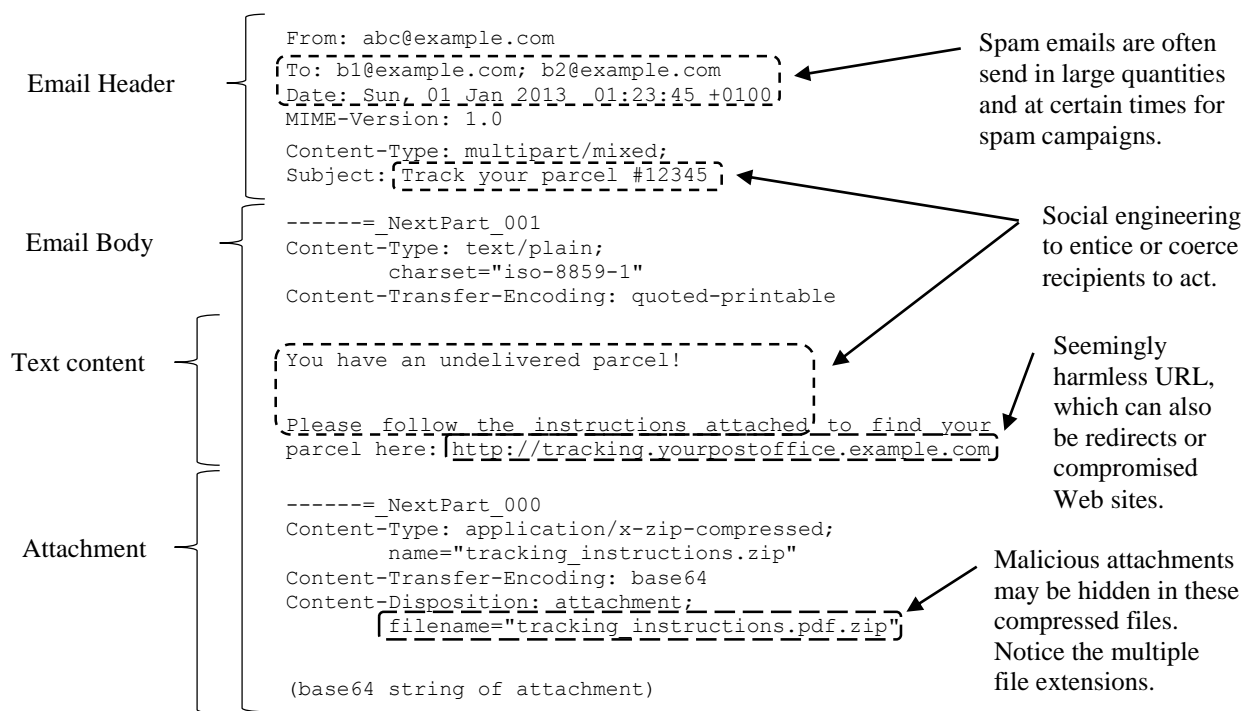 Email Header
From: abc@example.com
To: b1@example.com; b2@example.com
Date: Sun, 01 Jan 2013  01:23:45 +0100
MIME-Version: 1.0
Content-Type: multipart/mixed;
Subject: Track your parcel #12345
Spam emails are often
send in large quantities
and at certain times for
spam campaigns.
Email Body
------=_NextPart_001
Content-Type: text/plain;
charset="iso-8859-1"
Content-Transfer-Encoding: quoted-printable
Social engineering
to entice or coerce
recipients to act.
Text content
You have an undelivered parcel!
Please follow the instructions attached to find your
parcel here: http://tracking.yourpostoffice.example.com
Seemingly
harmless URL,
which can also
be redirects or
compromised
Web sites.
Attachment
------=_NextPart_000
Content-Type: application/x-zip-compressed;
name="tracking_instructions.zip"
Content-Transfer-Encoding: base64
Content-Disposition: attachment;
filename="tracking_instructions.pdf.zip"
(base64 string of attachment)
Malicious attachments
may be hidden in these
compressed files.
Notice the multiple
file extensions.